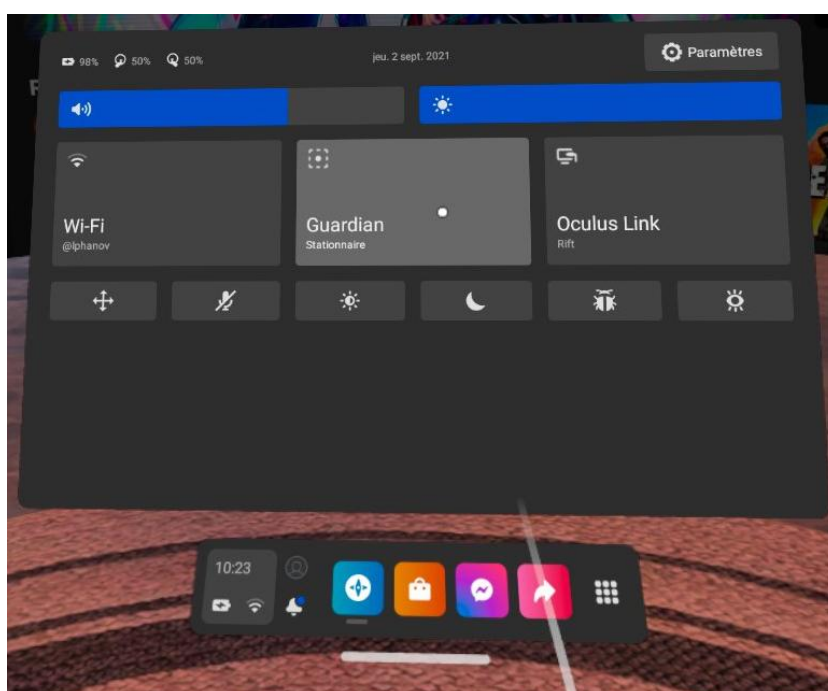 98% 50% 50%
jeu. 2 sept. 2021
Paramètres
Wi-Fi
@lphanov
Guardian
Stationnaire
Oculus Link
Rift
10:23